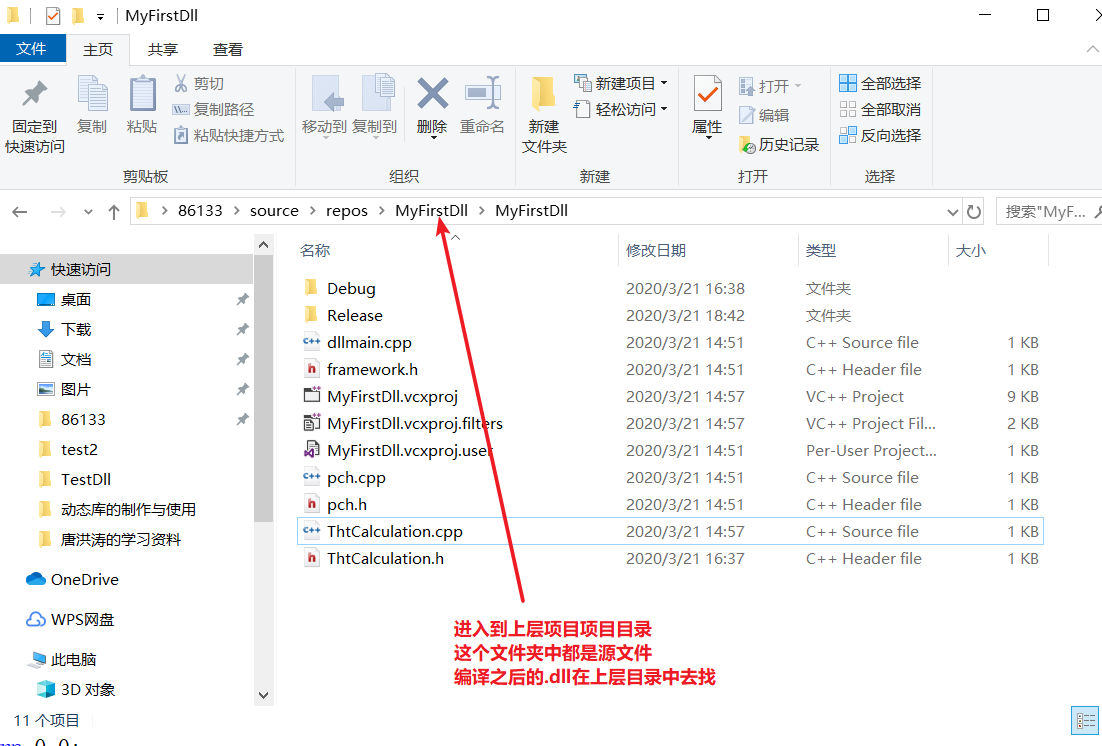 MyFirstDll
文件 主页 共享 查看
固定到
快速访问
复制
粘贴
剪切
复制路径
粘贴快捷方式
剪贴板
移动到 复制到
删除 重命名
组织
新建
文件夹
新建项目
轻松访问
新建
属性
打开
编辑
历史记录
打开
全部选择
全部取消
反向选择
选择
86133 source repos MyFirstDll MyFirstDll
搜索"MyF...
快速访问
桌面
下载
文档
图片
86133
test2
TestDll
动态库的制作与使用
唐洪涛的学习资料
OneDrive
WPS网盘
此电脑
3D 对象
名称 修改日期 类型 大小
Debug 2020/3/21 16:38 文件夹
Release 2020/3/21 18:42 文件夹
dllmain.cpp 2020/3/21 14:51 C++ Source file 1 KB
framework.h 2020/3/21 14:51 C++ Header file 1 KB
MyFirstDll.vcxproj 2020/3/21 14:57 VC++ Project 9 KB
MyFirstDll.vcxproj.filters 2020/3/21 14:57 VC++ Project Fil... 2 KB
MyFirstDll.vcxproj.user 2020/3/21 14:51 Per-User Project... 1 KB
pch.cpp 2020/3/21 14:51 C++ Source file 1 KB
pch.h 2020/3/21 14:51 C++ Header file 1 KB
ThtCalculation.cpp 2020/3/21 14:57 C++ Source file 1 KB
ThtCalculation.h 2020/3/21 16:37 C++ Header file 1 KB
进入到上层项目项目目录
这个文件夹中都是源文件
编译之后的.dll在上层目录中去找
11 个项目